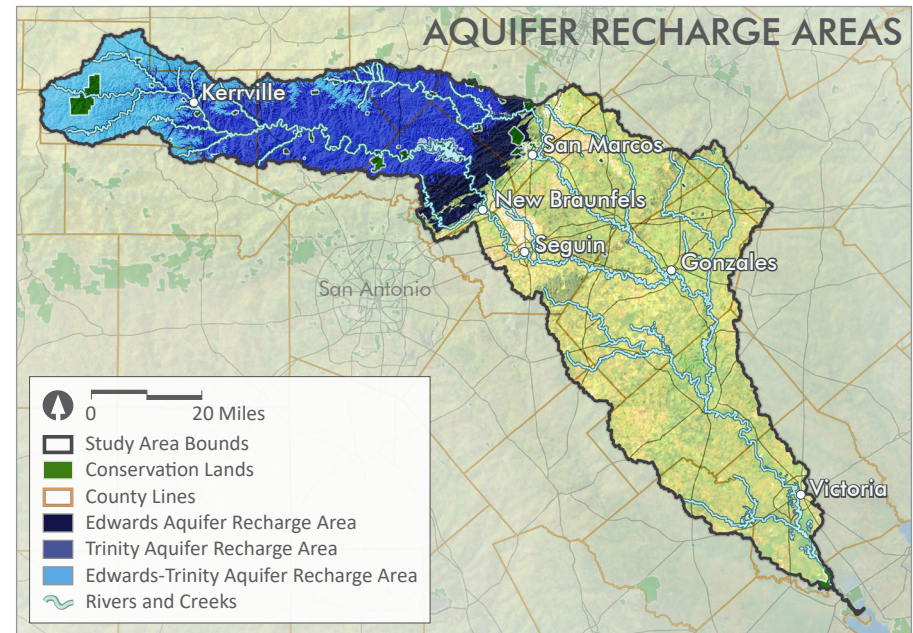 AQUIFER RECHARGE AREAS
Kerrville
San Marcos
New Braunfels
Seguin
Gonzales
San Antonio
Victoria
0 20 Miles
Study Area Bounds
Conservation Lands
County Lines
Edwards Aquifer Recharge Area
Trinity Aquifer Recharge Area
Edwards-Trinity Aquifer Recharge Area
Rivers and Creeks